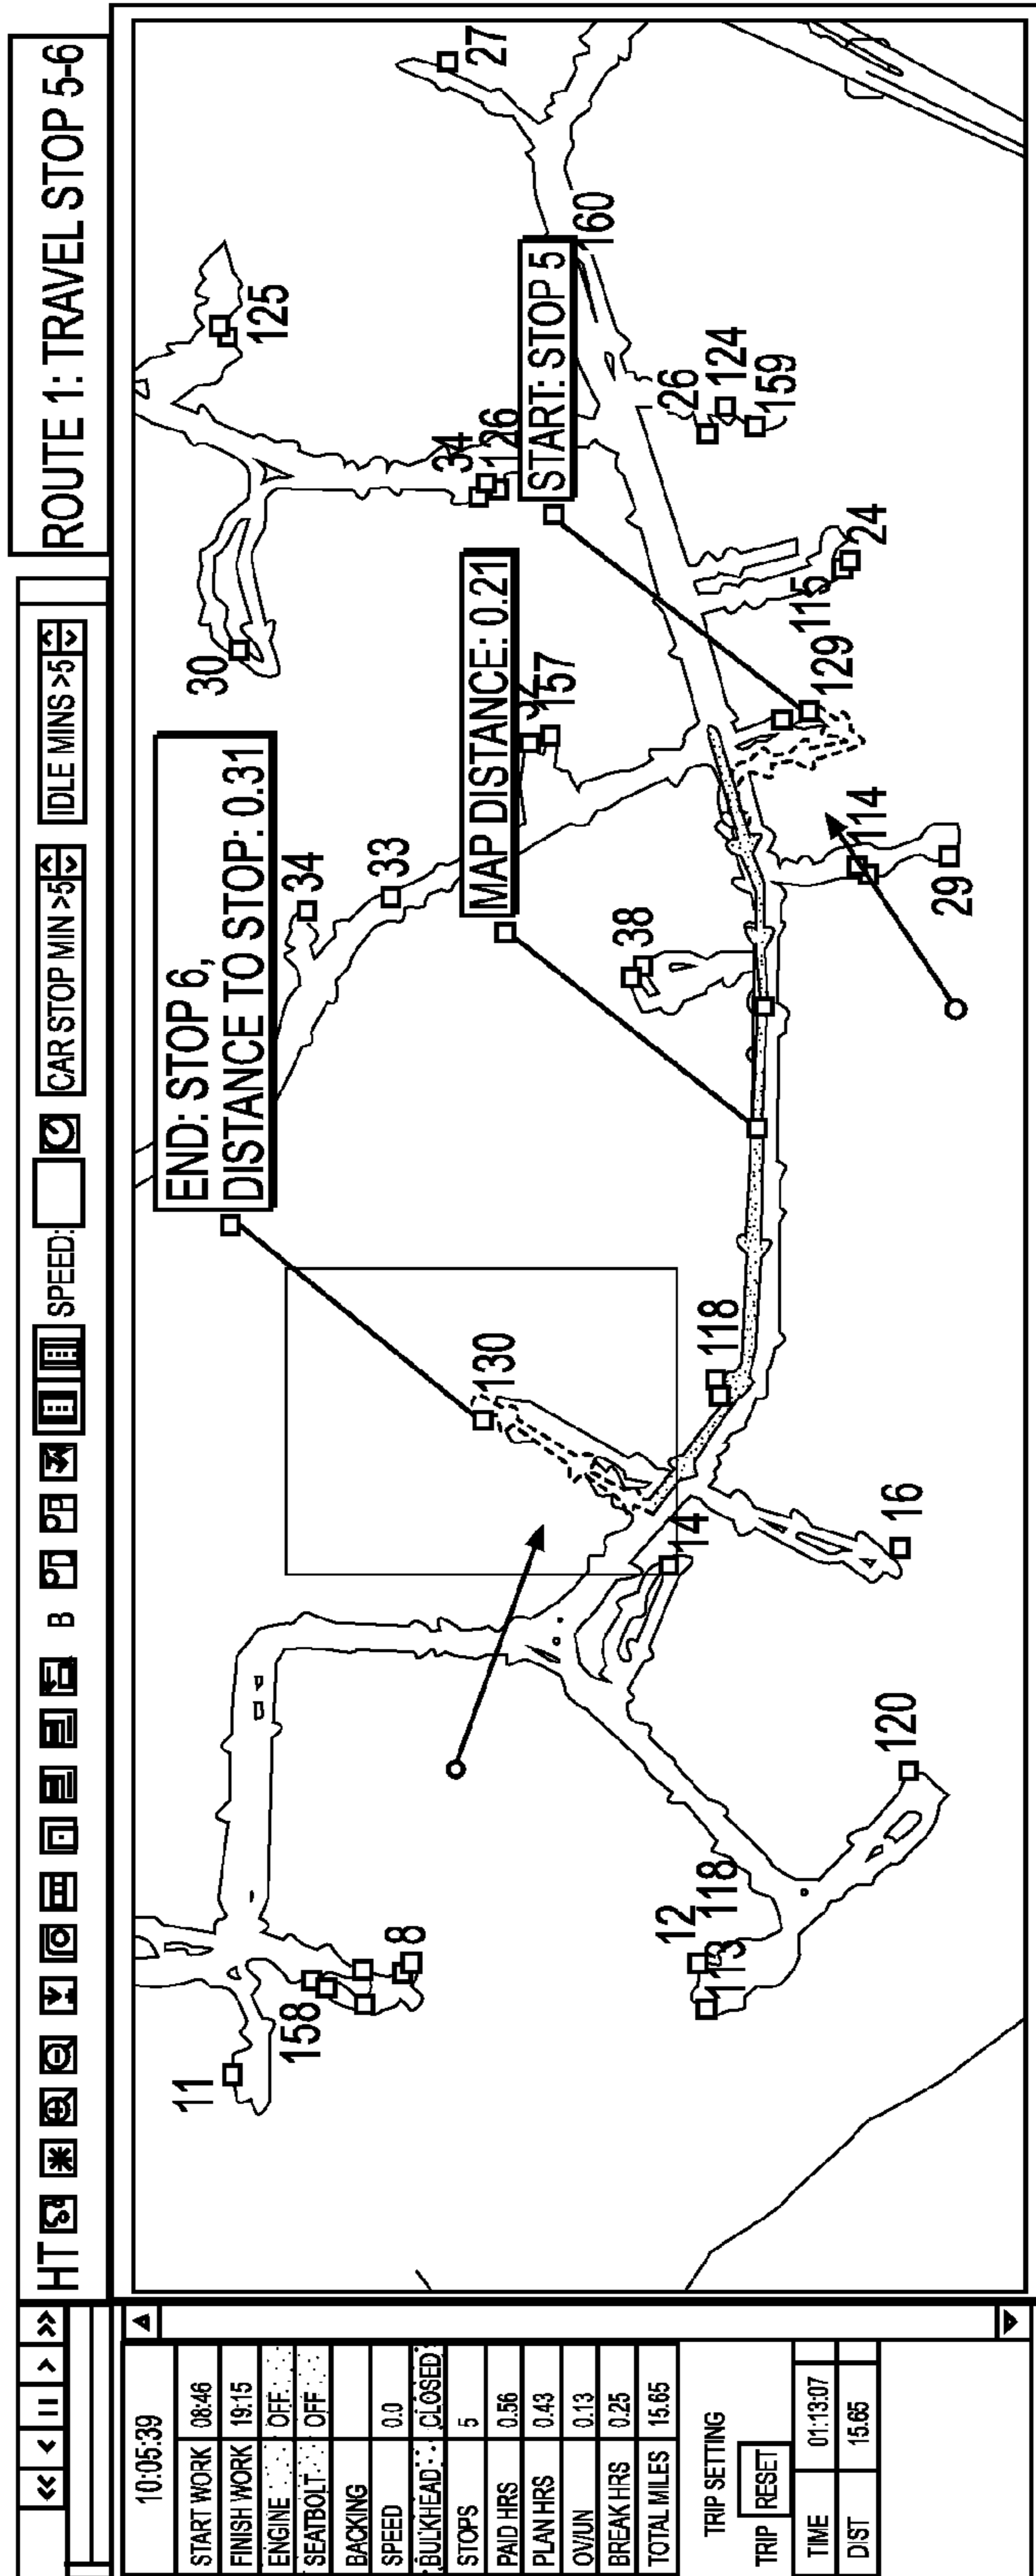 ROUTE 1: TRAVEL STOP 5-6
<< < II > >>
HT
B
SPEED:
CAR STOP MIN >5
IDLE MINS >5
10:05:39
START WORK 08:46
FINISH WORK 19:15
ENGINE OFF
SEATBOLT OFF
BACKING
SPEED 0.0
BULKHEAD CLOSED
STOPS 5
PAID HRS 0.56
PLAN HRS 0.43
OV/UN 0.13
BREAK HRS 0.25
TOTAL MILES 15.65
TRIP SETTING
TRIP RESET
TIME 01:13:07
DIST 15.65
END: STOP 6,
DISTANCE TO STOP: 0.31
MAP DISTANCE: 0.21
START: STOP 5
11
158
8
12
118
113
120
14
16
130
118
38
34
33
30
125
157
34
126
27
160
26
124
159
24
115
129
114
29